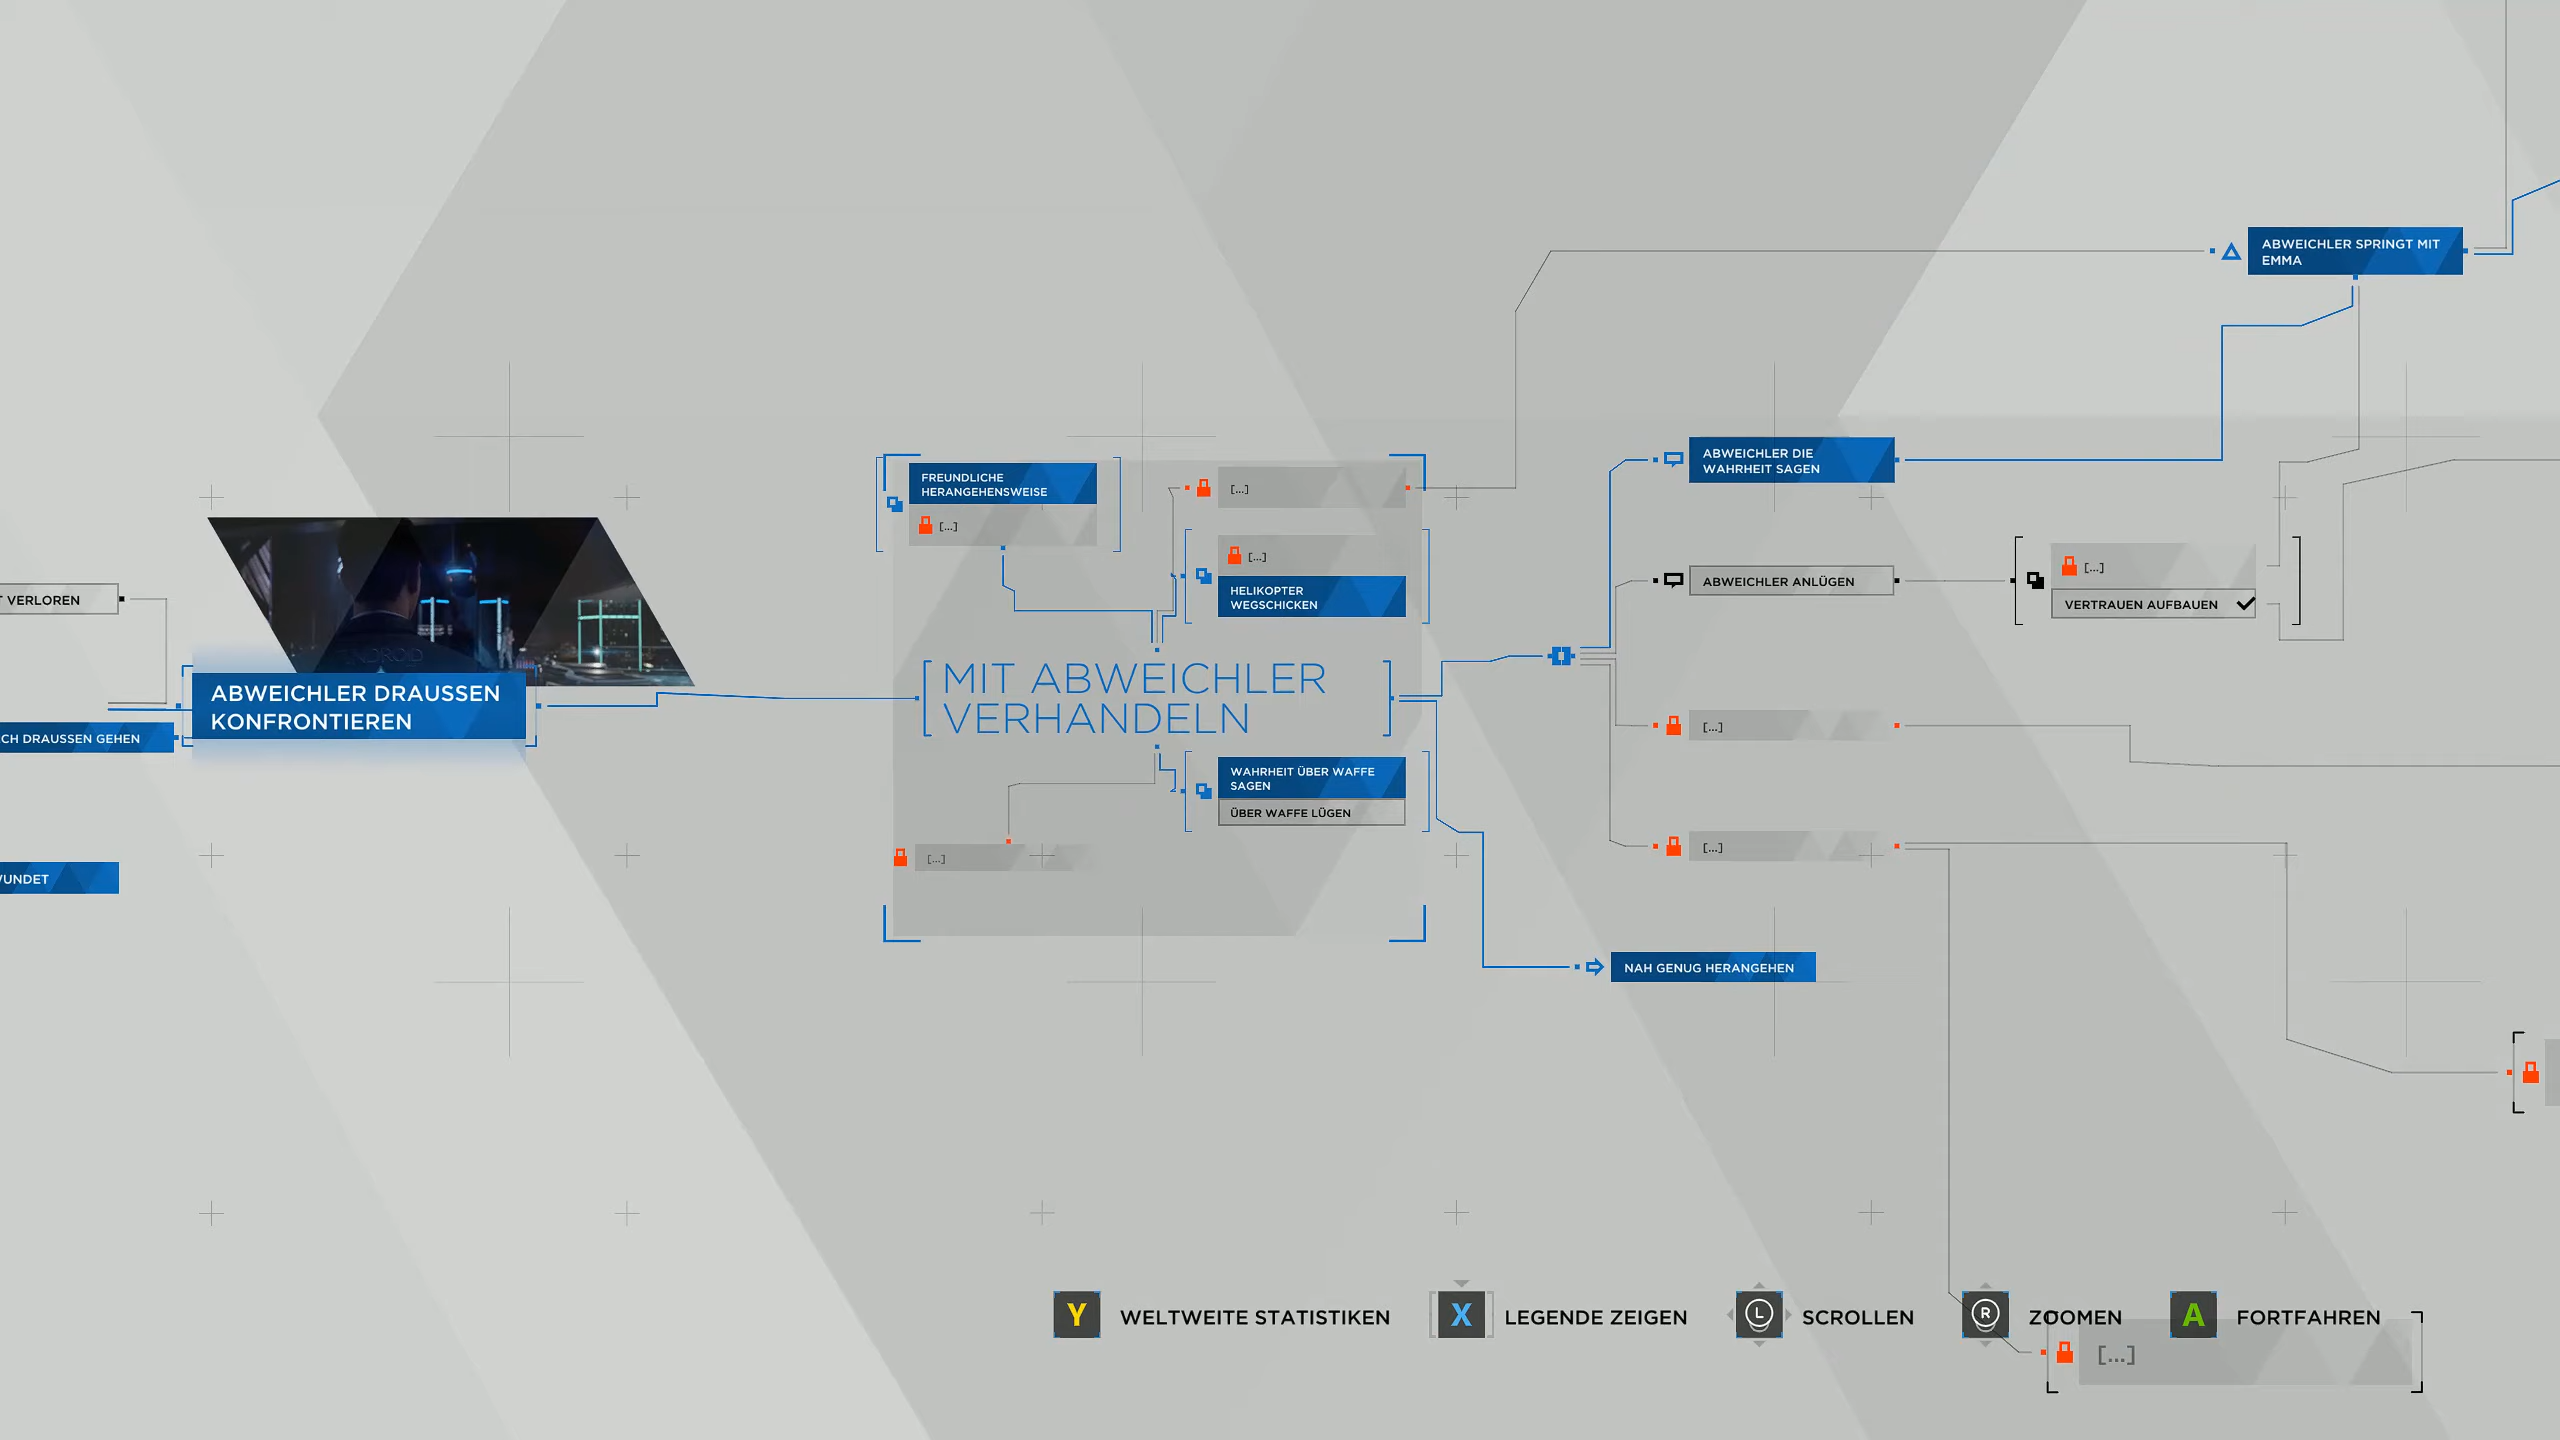 ABWEICHLER SPRINGT MIT
EMMA
ABWEICHLER DIE
WAHRHEIT SAGEN
FREUNDLICHE
HERANGEHENSWEISE
[...]
[...]
[...]
HELIKOPTER
WEGSCHICKEN
ABWEICHLER ANLÜGEN
[...]
VERTRAUEN AUFBAUEN
T VERLOREN
ABWEICHLER DRAUSSEN
KONFRONTIEREN
CH DRAUSSEN GEHEN
MIT ABWEICHLER
VERHANDELN
[...]
WAHRHEIT ÜBER WAFFE
SAGEN
ÜBER WAFFE LÜGEN
[...]
[...]
WUNDET
NAH GENUG HERANGEHEN
Y WELTWEITE STATISTIKEN
X LEGENDE ZEIGEN
L SCROLLEN
R ZOOMEN
A FORTFAHREN
[...]